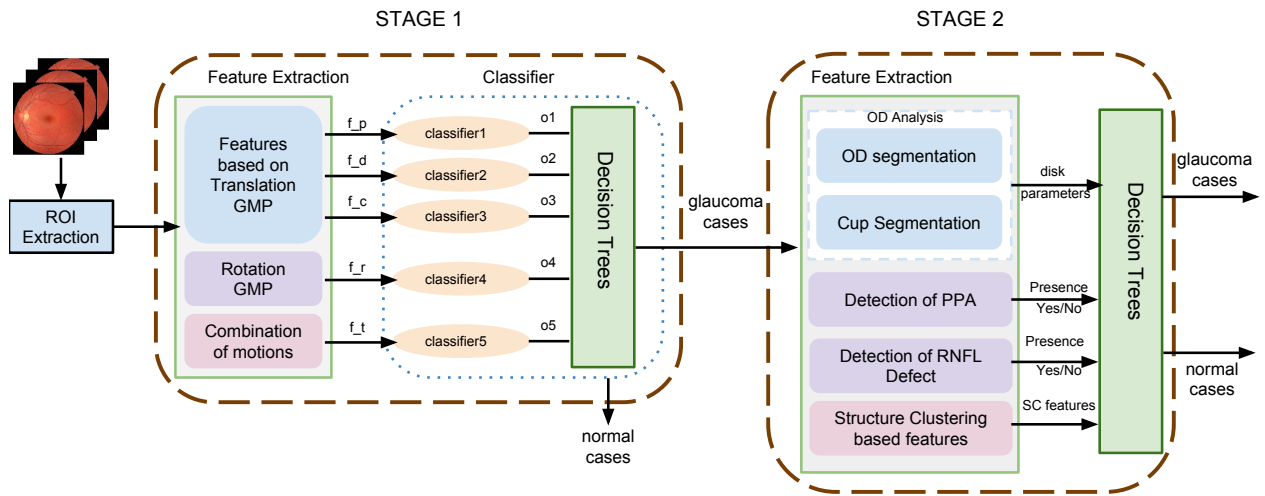 STAGE 1
STAGE 2
ROI
Extraction
Feature Extraction
Features
based on
Translation
GMP
Rotation
GMP
Combination
of motions
f_p
f_d
f_c
f_r
f_t
Classifier
classifier1
classifier2
classifier3
classifier4
classifier5
o1
o2
o3
o4
o5
Decision Trees
normal
cases
glaucoma
cases
Feature Extraction
OD Analysis
OD segmentation
Cup Segmentation
Detection of PPA
Detection of RNFL
Defect
Structure Clustering
based features
disk
parameters
Presence
Yes/No
Presence
Yes/No
SC features
Decision Trees
glaucoma
cases
normal
cases